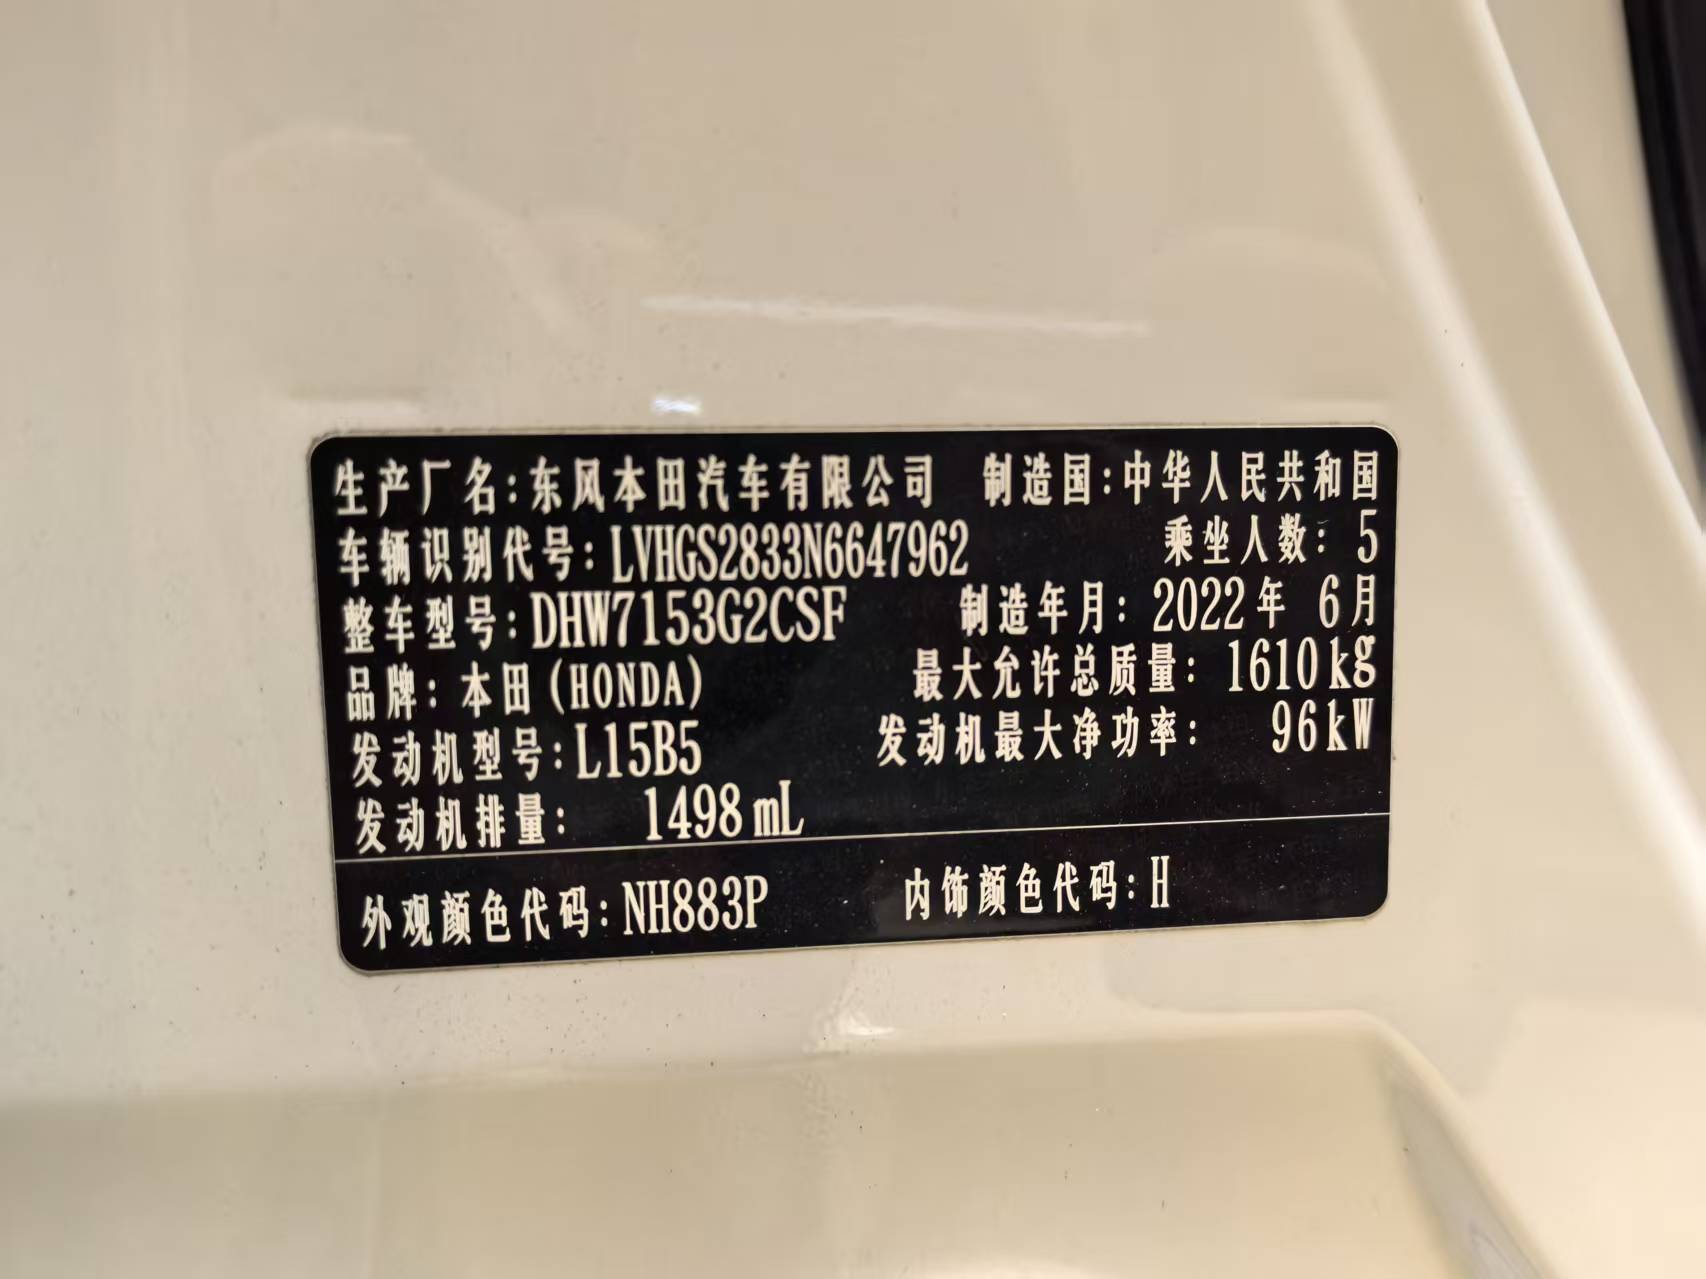 生产厂名:东风本田汽车有限公司 制造国:中华人民共和国
车辆识别代号:LVHGS2833N6647962 乘坐人数:5
整车型号:DHW7153G2CSF 制造年月:2022年 6月
品牌:本田(HONDA) 最大允许总质量:1610kg
发动机型号:L15B5 发动机最大净功率:96kW
发动机排量:1498mL
外观颜色代码:NH883P 内饰颜色代码:H